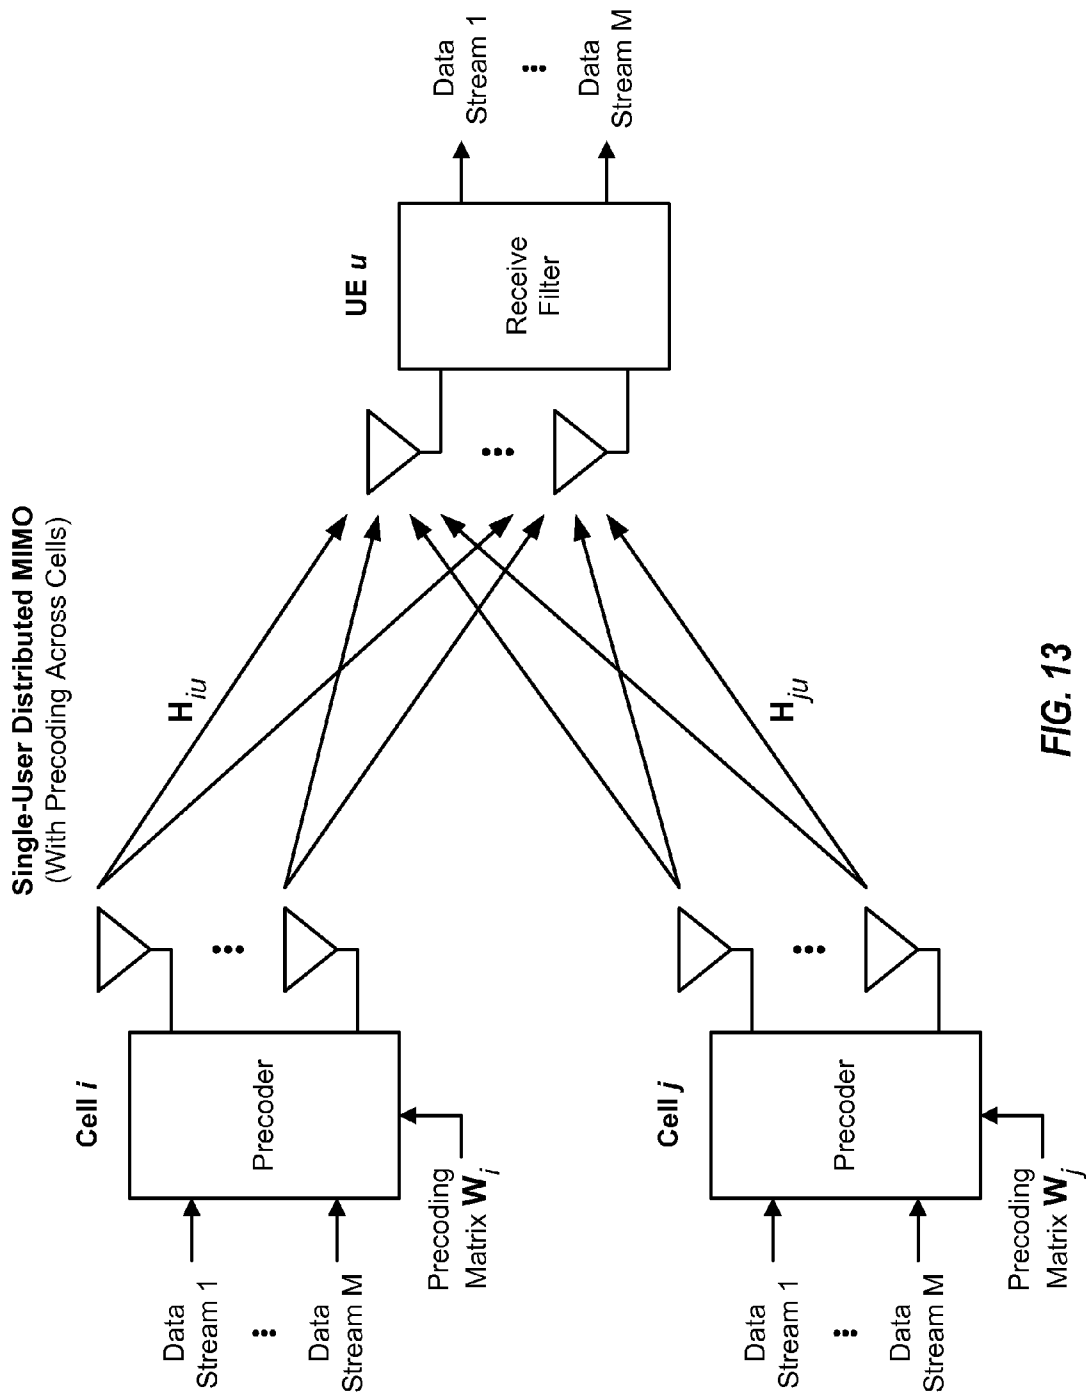 Single-User Distributed MIMO
(With Precoding Across Cells)
Cell i
Data
Stream 1
•••
Data
Stream M
Precoder
Precoding
Matrix W_i
•••
H_iu
Cell j
Data
Stream 1
•••
Data
Stream M
Precoder
Precoding
Matrix W_j
•••
H_ju
UE u
•••
Receive
Filter
Data
Stream 1
•••
Data
Stream M
FIG. 13